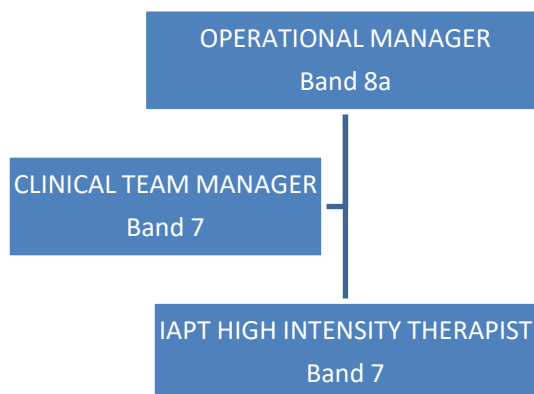 OPERATIONAL MANAGER
Band 8a
CLINICAL TEAM MANAGER
Band 7
IAPT HIGH INTENSITY THERAPIST
Band 7